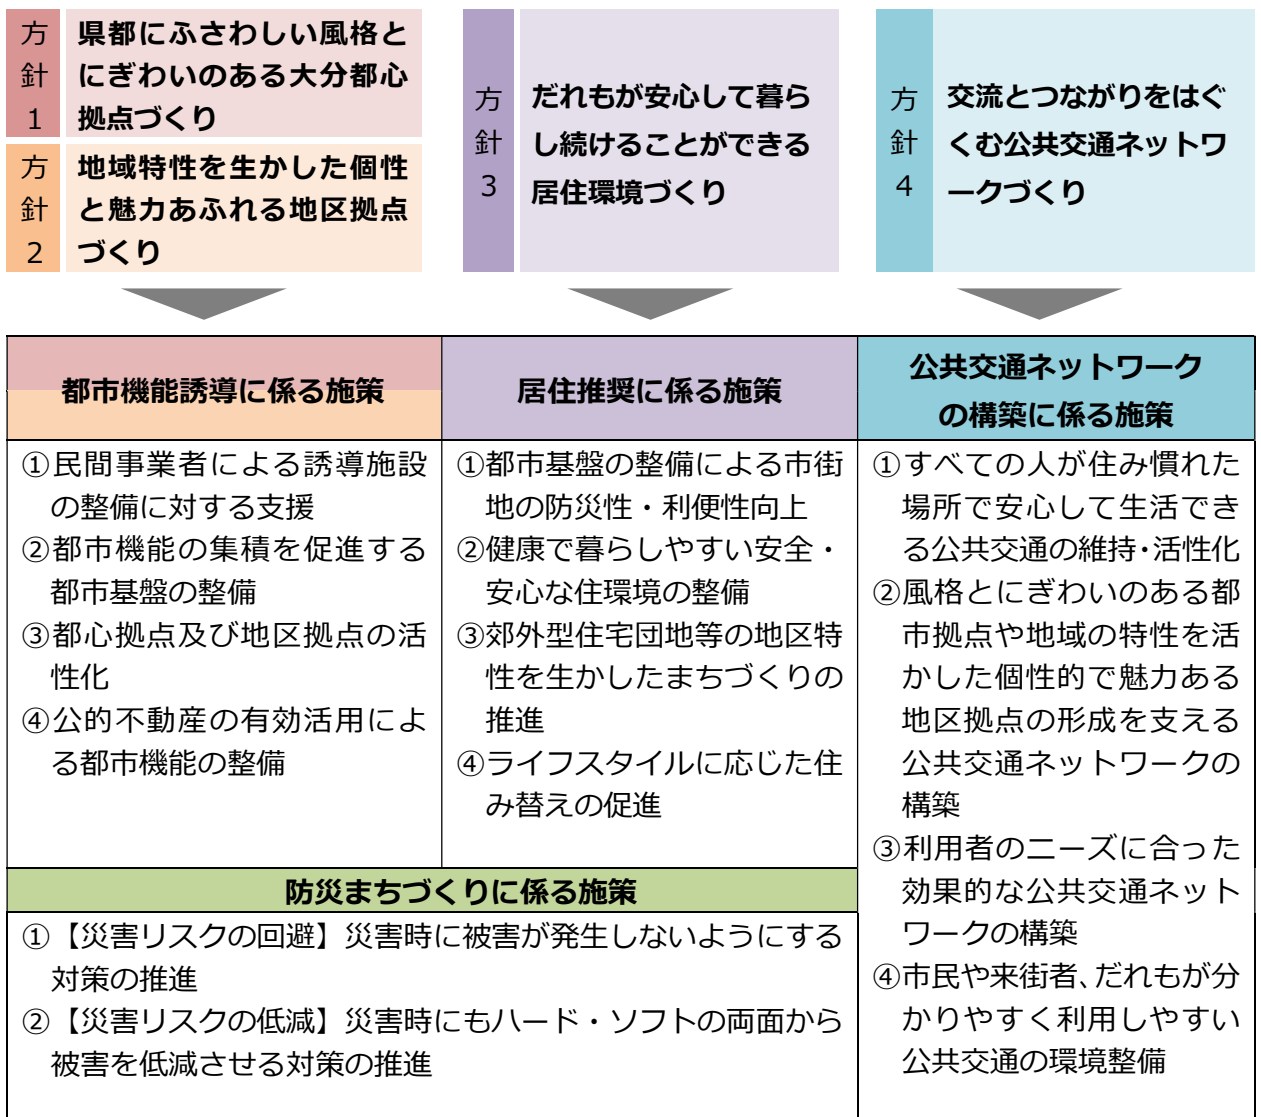 方針1
県都にふさわしい風格と
にぎわいのある大分都心
拠点づくり
方針2
地域特性を生かした個性
と魅力あふれる地区拠点
づくり
方針3
だれもが安心して暮ら
し続けることができる
居住環境づくり
方針4
交流とつながりをはぐ
くむ公共交通ネットワ
ークづくり
都市機能誘導に係る施策
①民間事業者による誘導施設
の整備に対する支援
②都市機能の集積を促進する
都市基盤の整備
③都心拠点及び地区拠点の活
性化
④公的不動産の有効活用によ
る都市機能の整備
居住推奨に係る施策
①都市基盤の整備による市街
地の防災性・利便性向上
②健康で暮らしやすい安全・
安心な住環境の整備
③郊外型住宅団地等の地区特
性を生かしたまちづくりの
推進
④ライフスタイルに応じた住
み替えの促進
公共交通ネットワーク
の構築に係る施策
①すべての人が住み慣れた
場所で安心して生活でき
る公共交通の維持・活性化
②風格とにぎわいのある都
市拠点や地域の特性を活
かした個性的で魅力ある
地区拠点の形成を支える
公共交通ネットワークの
構築
③利用者のニーズに合った
効果的な公共交通ネット
ワークの構築
④市民や来街者、だれもが分
かりやすく利用しやすい
公共交通の環境整備
防災まちづくりに係る施策
①【災害リスクの回避】災害時に被害が発生しないようにする
対策の推進
②【災害リスクの低減】災害時にもハード・ソフトの両面から
被害を低減させる対策の推進